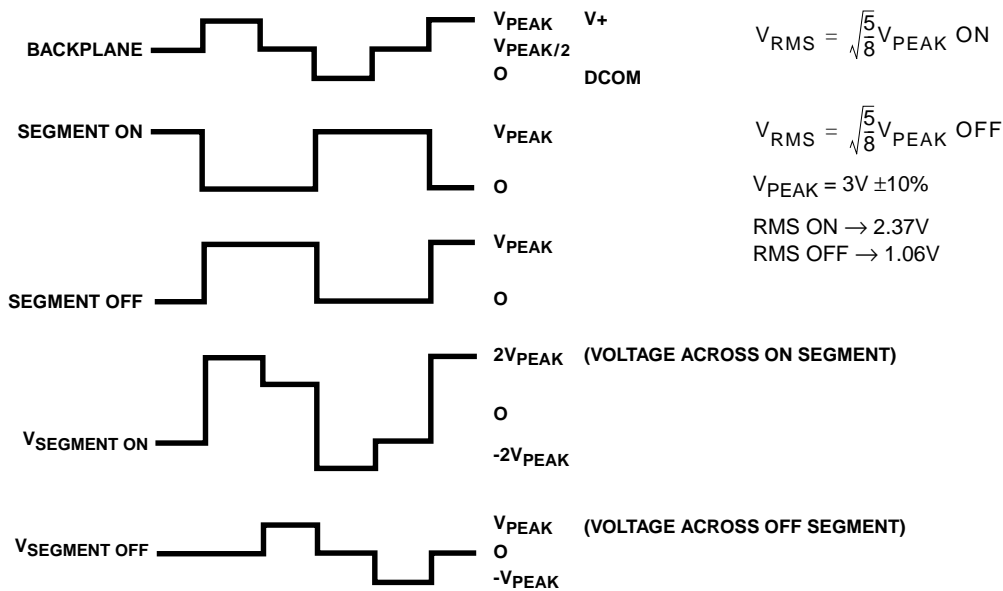 BACKPLANE
VPEAK V+
VPEAK/2
O DCOM
VRMS = √5/8 VPEAK ON
SEGMENT ON
VPEAK
O
VRMS = √5/8 VPEAK OFF
VPEAK = 3V ±10%
RMS ON → 2.37V
RMS OFF → 1.06V
SEGMENT OFF
VPEAK
O
VSEGMENT ON
2VPEAK (VOLTAGE ACROSS ON SEGMENT)
O
-2VPEAK
VSEGMENT OFF
VPEAK (VOLTAGE ACROSS OFF SEGMENT)
O
-VPEAK